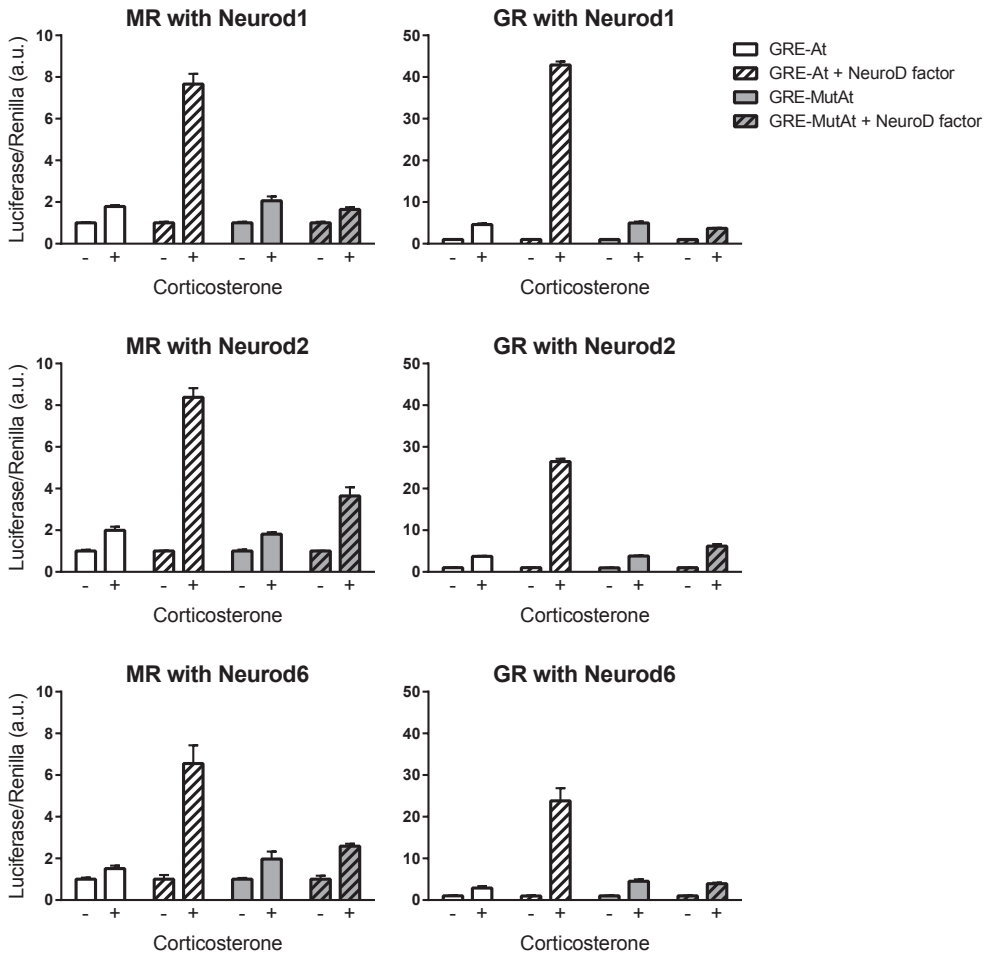 MR with Neurod1
Luciferase/Renilla (a.u.)
10
8
6
4
2
0
- + - + - + - +
Corticosterone
GR with Neurod1
50
40
30
20
10
0
- + - + - + - +
Corticosterone
GRE-At
GRE-At + NeuroD factor
GRE-MutAt
GRE-MutAt + NeuroD factor
MR with Neurod2
Luciferase/Renilla (a.u.)
10
8
6
4
2
0
- + - + - + - +
Corticosterone
GR with Neurod2
50
40
30
20
10
0
- + - + - + - +
Corticosterone
MR with Neurod6
Luciferase/Renilla (a.u.)
10
8
6
4
2
0
- + - + - + - +
Corticosterone
GR with Neurod6
50
40
30
20
10
0
- + - + - + - +
Corticosterone